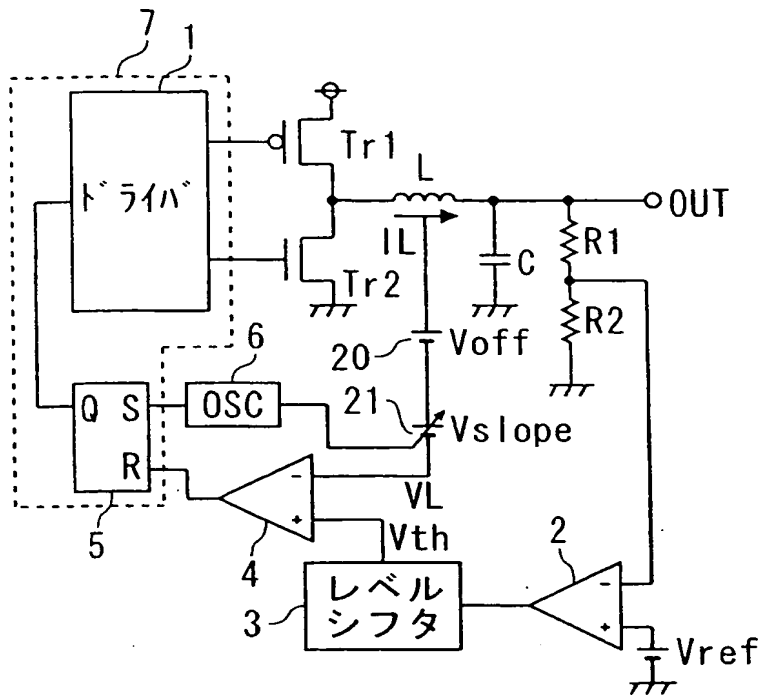 7
1
ドライバ
Tr1
Tr2
L
IL
C
OUT
R1
R2
20
Voff
6
OSC
21
Vslope
Q
S
R
5
4
-
+
VL
Vth
3
レベル
シフタ
2
-
+
Vref